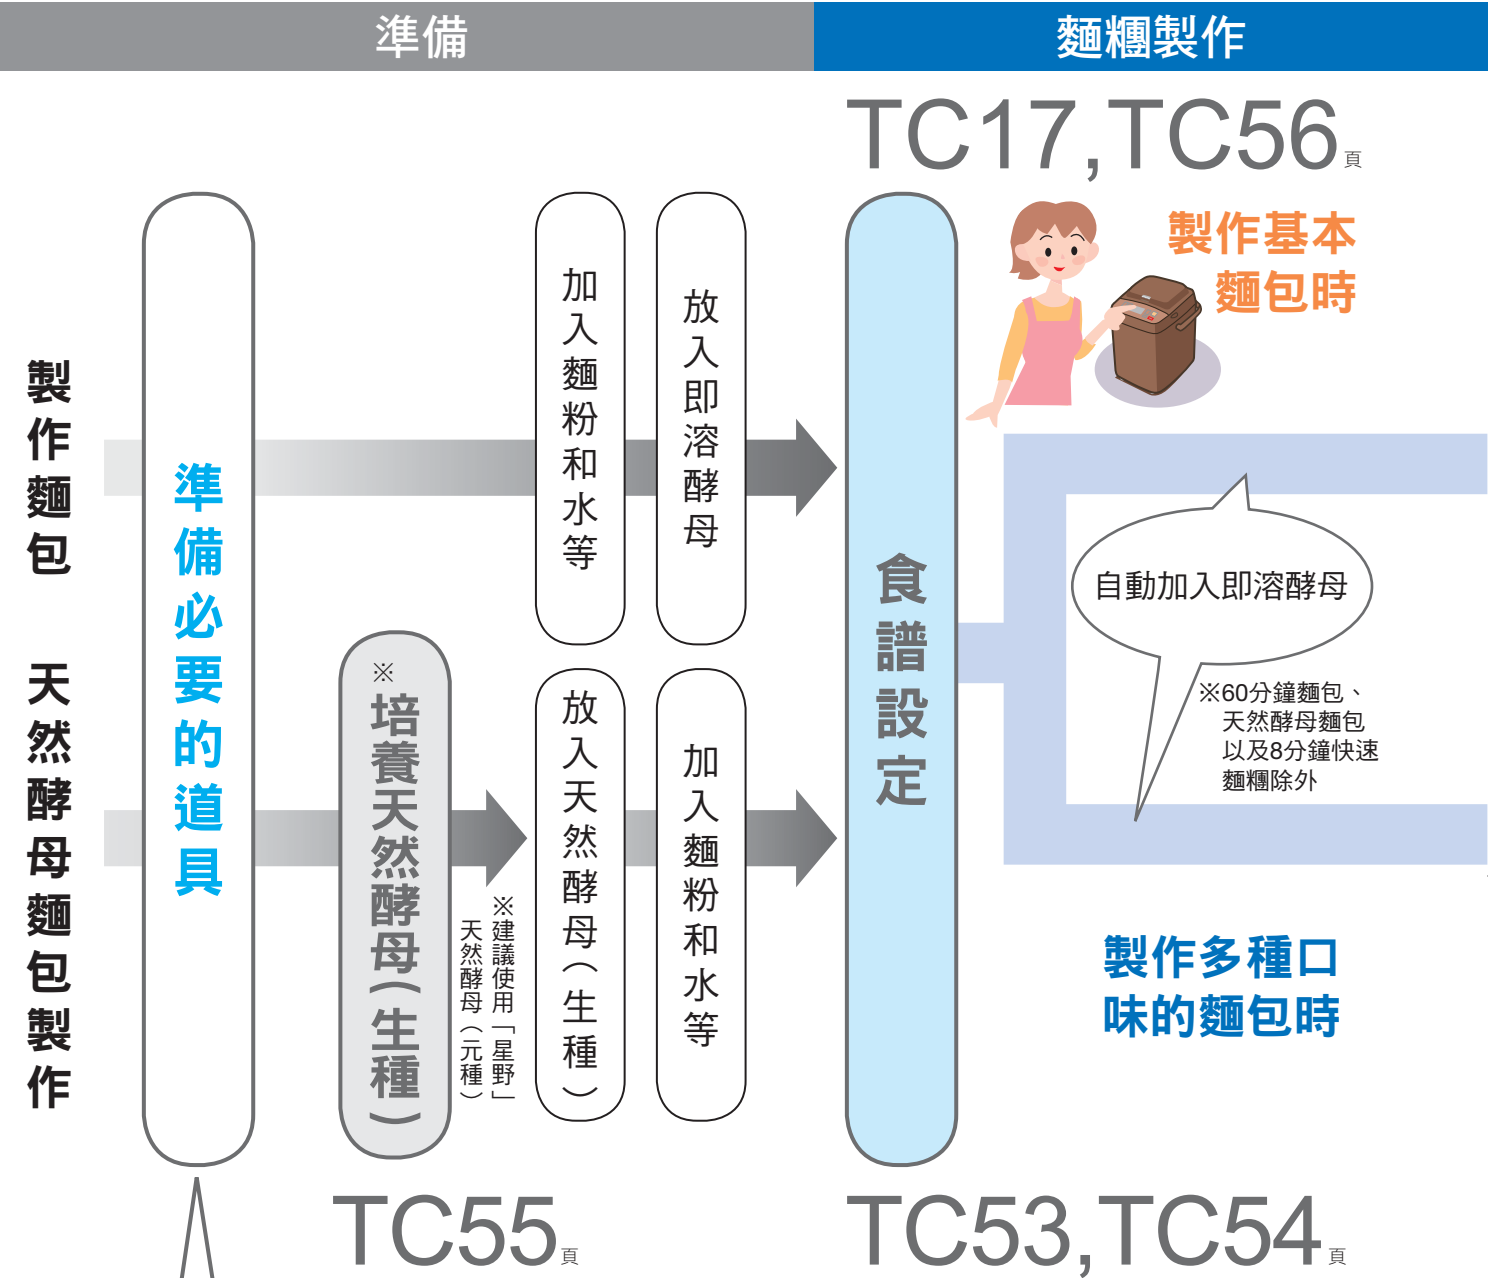 準備
麵糰製作
TC17,TC56頁
製作基本
麵包時
製作麵包
準備必要的道具
加入麵粉和水等
放入即溶酵母
食譜設定
自動加入即溶酵母
※60分鐘麵包、
天然酵母麵包
以及8分鐘快速
麵糰除外
天然酵母麵包製作
※
培養天然酵母(生種)
※建議使用「星野」
天然酵母（元種）
放入天然酵母(生種)
加入麵粉和水等
製作多種口
味的麵包時
TC55頁
TC53,TC54頁